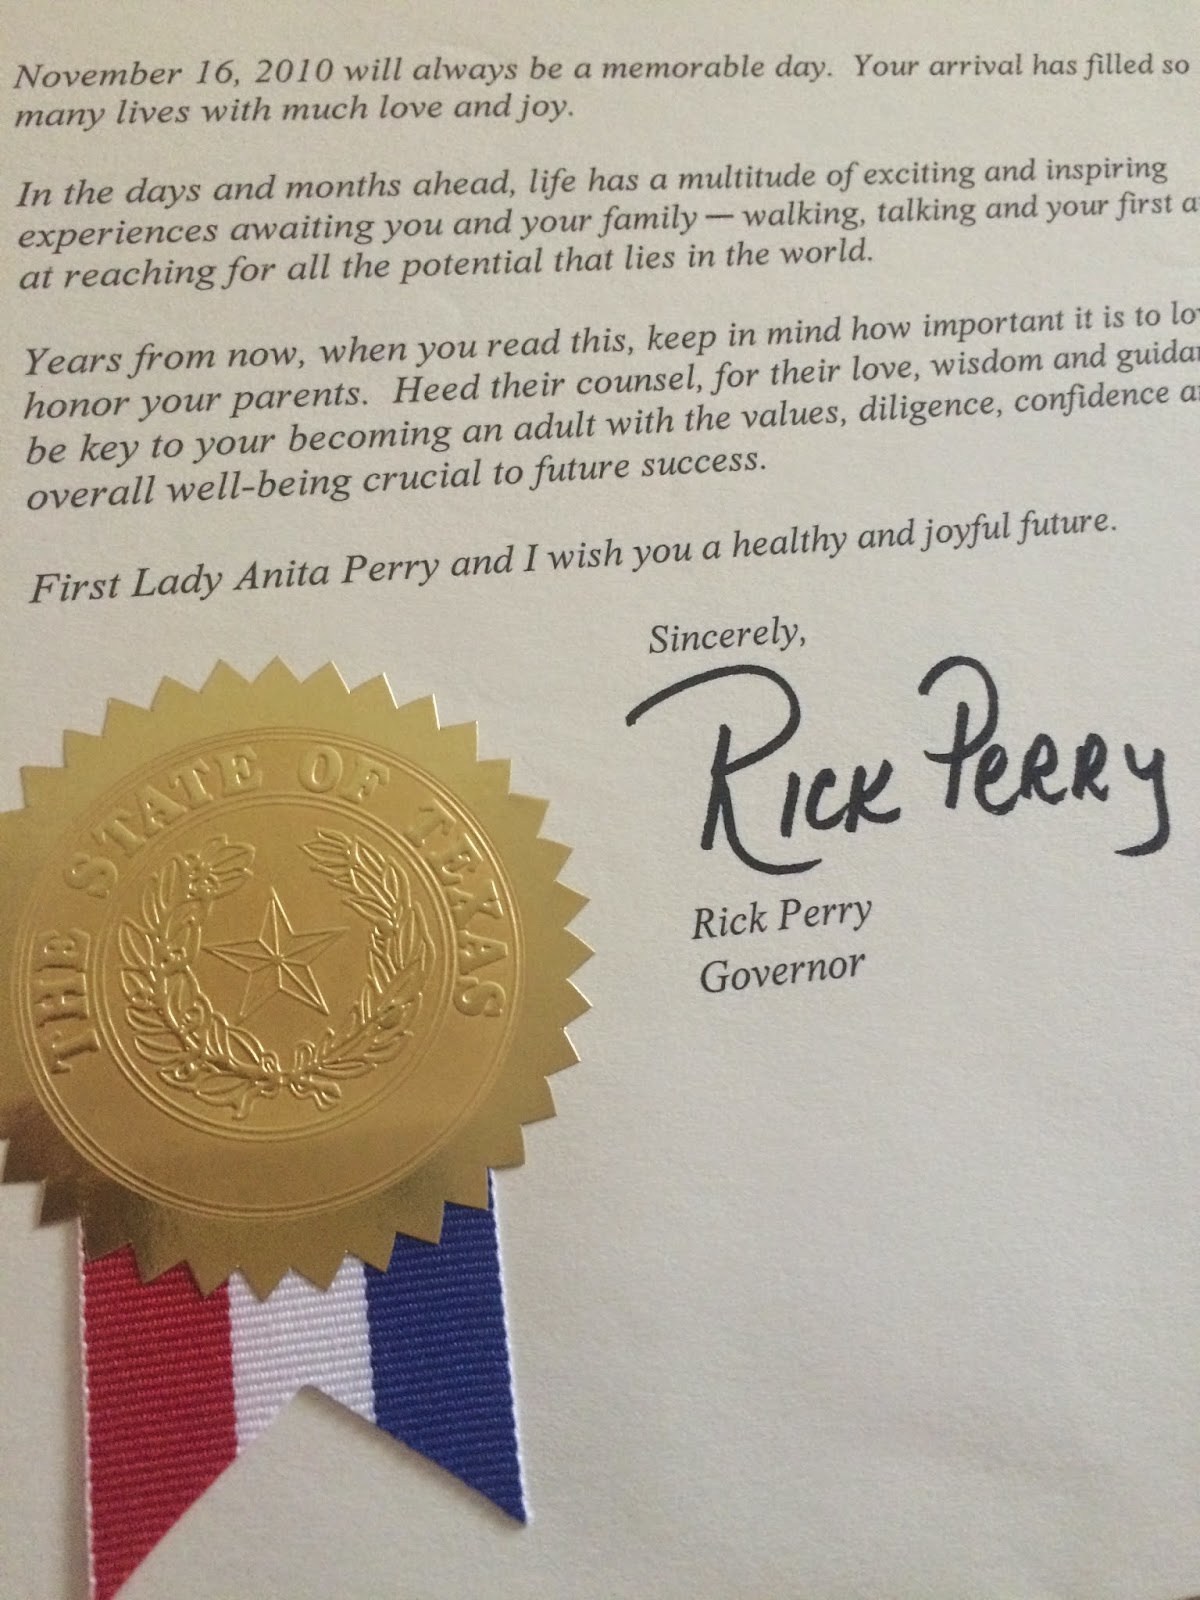 November 16, 2010 will always be a memorable day. Your arrival has filled so
many lives with much love and joy.
In the days and months ahead, life has a multitude of exciting and inspiring
experiences awaiting you and your family — walking, talking and your first
at reaching for all the potential that lies in the world.
Years from now, when you read this, keep in mind how important it is to
honor your parents. Heed their counsel, for their love, wisdom and
be key to your becoming an adult with the values, diligence, confidence
overall well-being crucial to future success.
First Lady Anita Perry and I wish you a healthy and joyful future.
Sincerely,
RICK PERRY
Rick Perry
Governor
THE STATE OF TEXAS